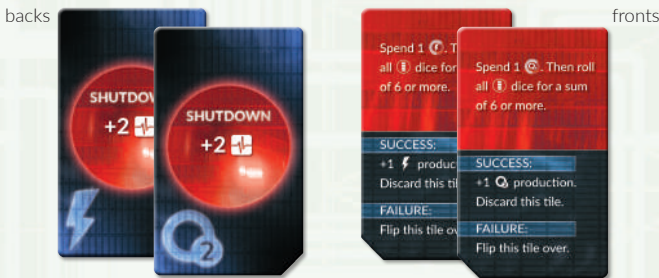 backs
fronts
SHUTDOW
+2
SHUTDOWN
+2
2
Spend 1 . T
all dice for
of 6 or more.
SUCCESS:
+1 produc
Discard this til
FAILURE:
Flip this tile ov
Spend 1 . Then roll
all dice for a sum
of 6 or more.
SUCCESS:
+1 production.
Discard this tile.
FAILURE:
Flip this tile over.